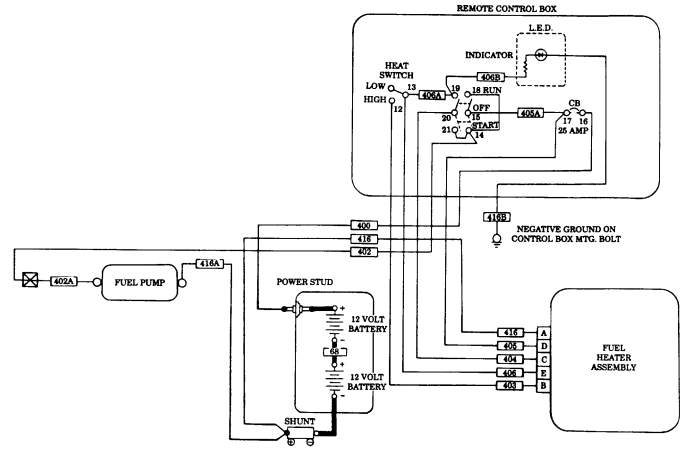 REMOTE CONTROL BOX
L.E.D.
INDICATOR
HEAT
SWITCH
LOW
HIGH
13
12
406A
406B
19
18 RUN
OFF
20
15
START
21
14
405A
CB
17 16
25 AMP
416B
NEGATIVE GROUND ON
CONTROL BOX MTG. BOLT
400
416
402
402A
FUEL PUMP
416A
POWER STUD
+
12 VOLT
BATTERY
−
68
+
12 VOLT
BATTERY
−
SHUNT
+ −
416 A
405 D
404 C
406 E
403 B
FUEL
HEATER
ASSEMBLY